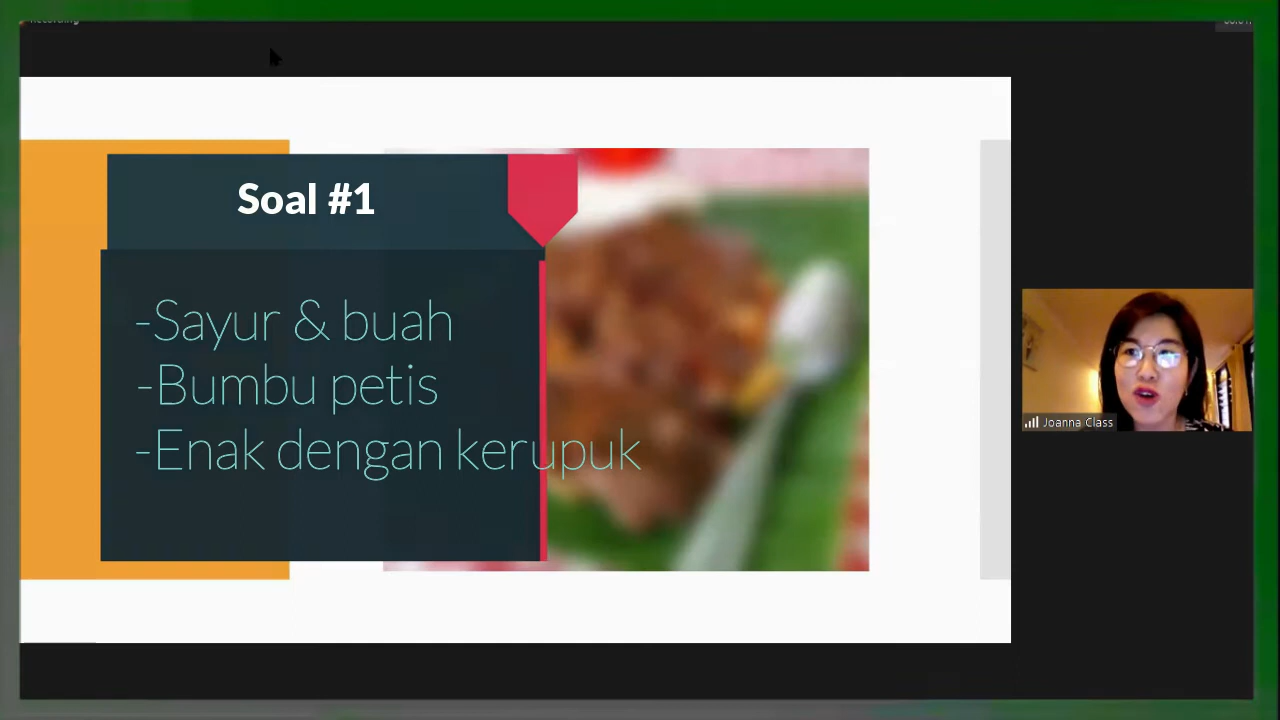 Soal #1
-Sayur & buah
-Bumbu petis
-Enak dengan kerupuk
Joanna Class